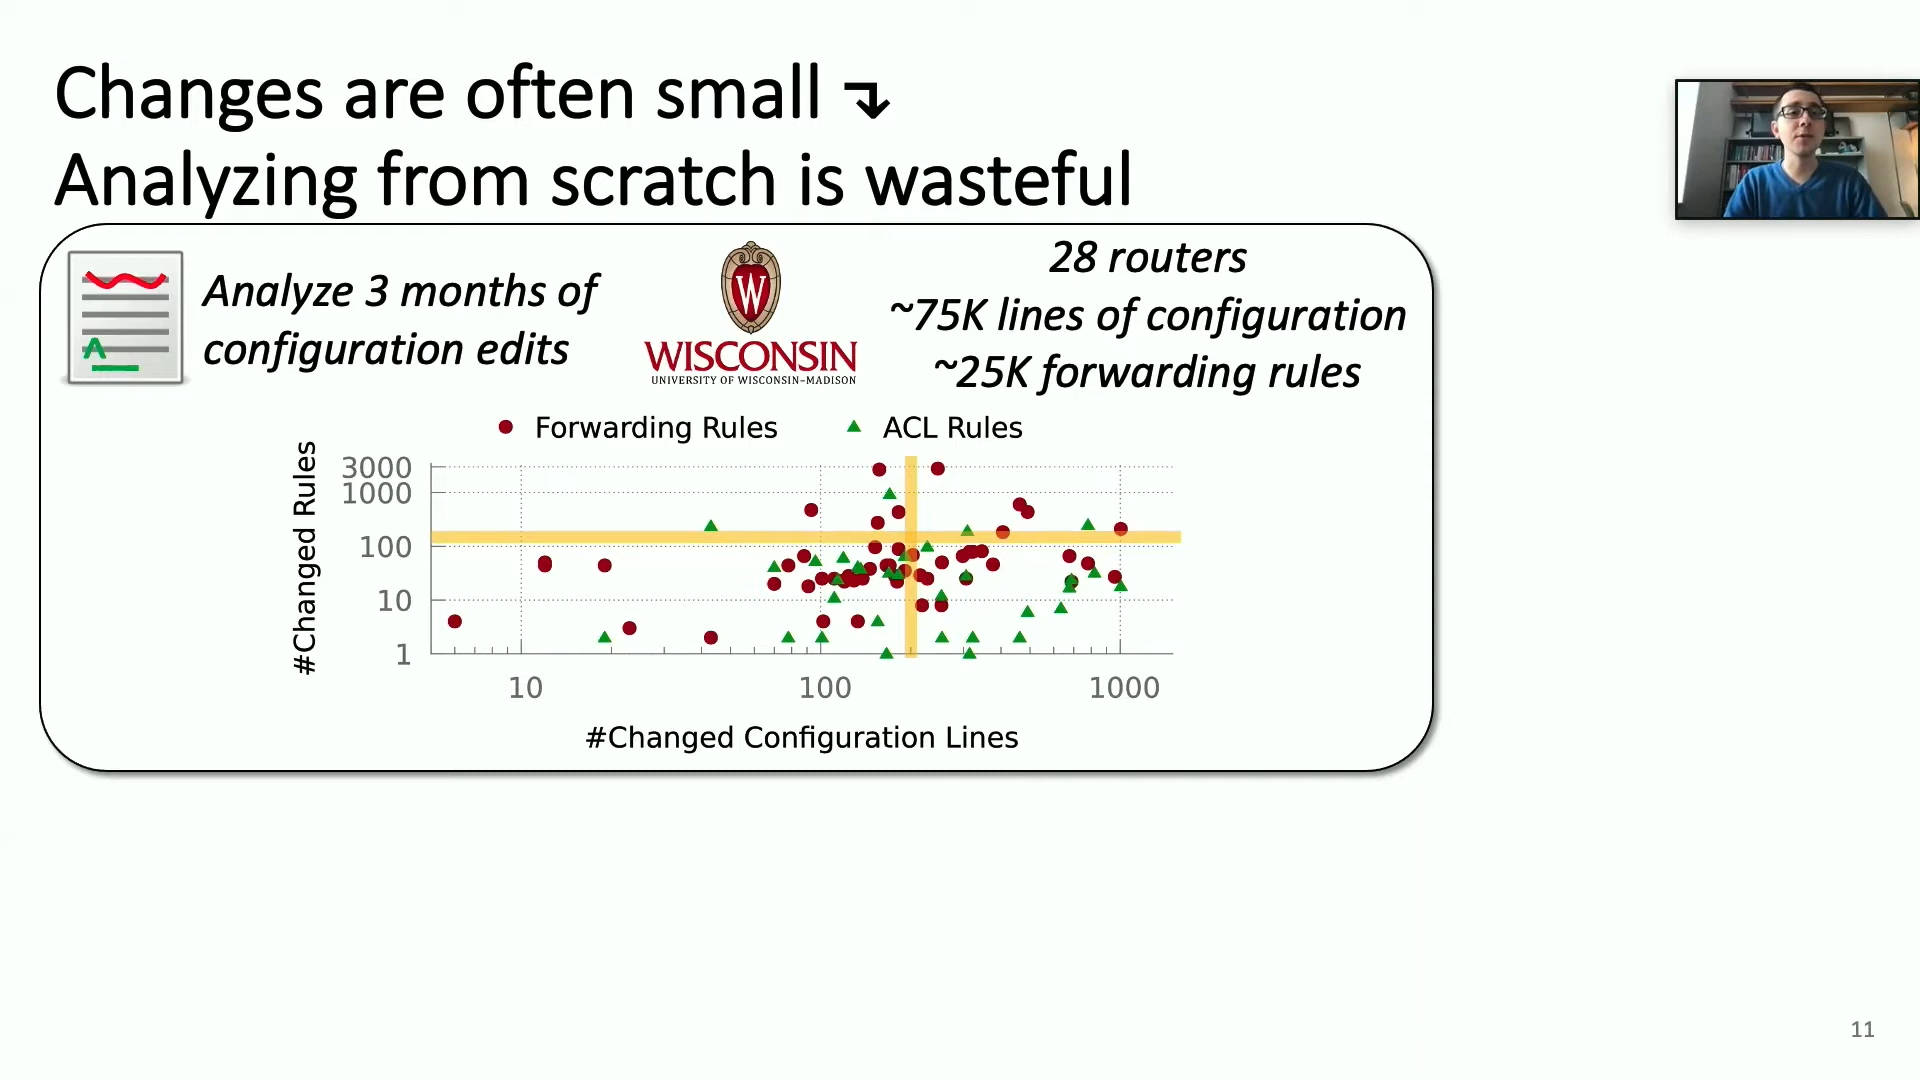 Changes are often small ↴
Analyzing from scratch is wasteful
Analyze 3 months of
configuration edits
A
W
WISCONSIN
UNIVERSITY OF WISCONSIN–MADISON
28 routers
~75K lines of configuration
~25K forwarding rules
Forwarding Rules
ACL Rules
#Changed Rules
3000
1000
100
10
1
10
100
1000
#Changed Configuration Lines
11